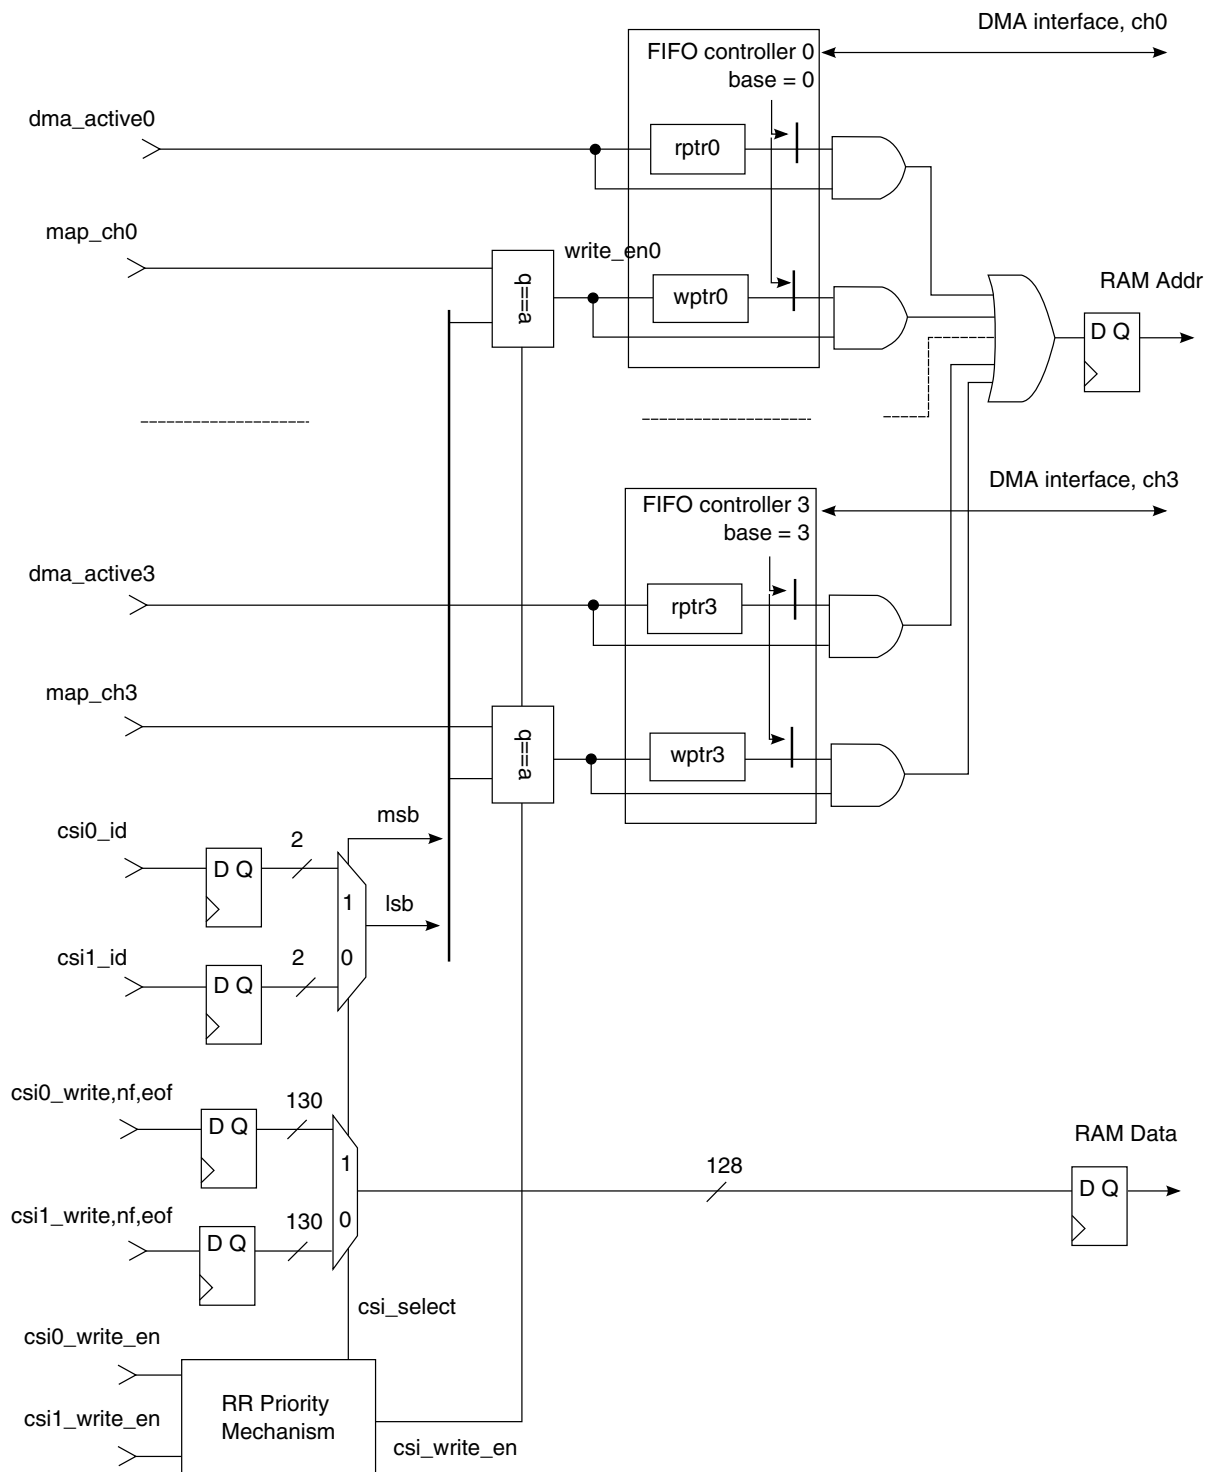 DMA interface, ch0
FIFO controller 0
base = 0
dma_active0
rptr0
map_ch0
write_en0
q==a
wptr0
RAM Addr
D Q
DMA interface, ch3
FIFO controller 3
base = 3
dma_active3
rptr3
map_ch3
q==a
wptr3
msb
csi0_id
2
D Q
1
lsb
csi1_id
2
0
D Q
csi0_write,nf,eof
130
D Q
RAM Data
1
128
D Q
csi1_write,nf,eof
130
0
D Q
csi_select
csi0_write_en
RR Priority
Mechanism
csi1_write_en
csi_write_en